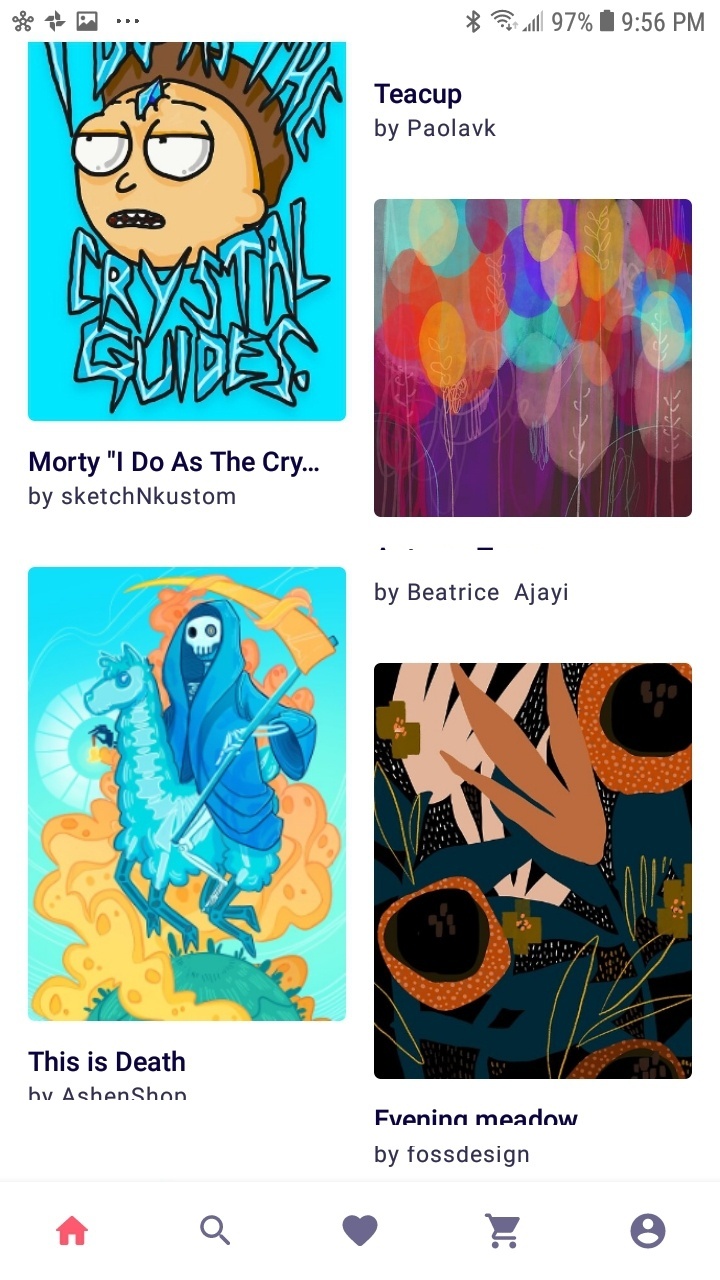 97% 9:56 PM
CRYSTAL
GUIDES.
Morty "I Do As The Cry...
by sketchNkustom
This is Death
by AshenShop
Teacup
by Paolavk
by Beatrice Ajayi
Evening meadow
by fossdesign